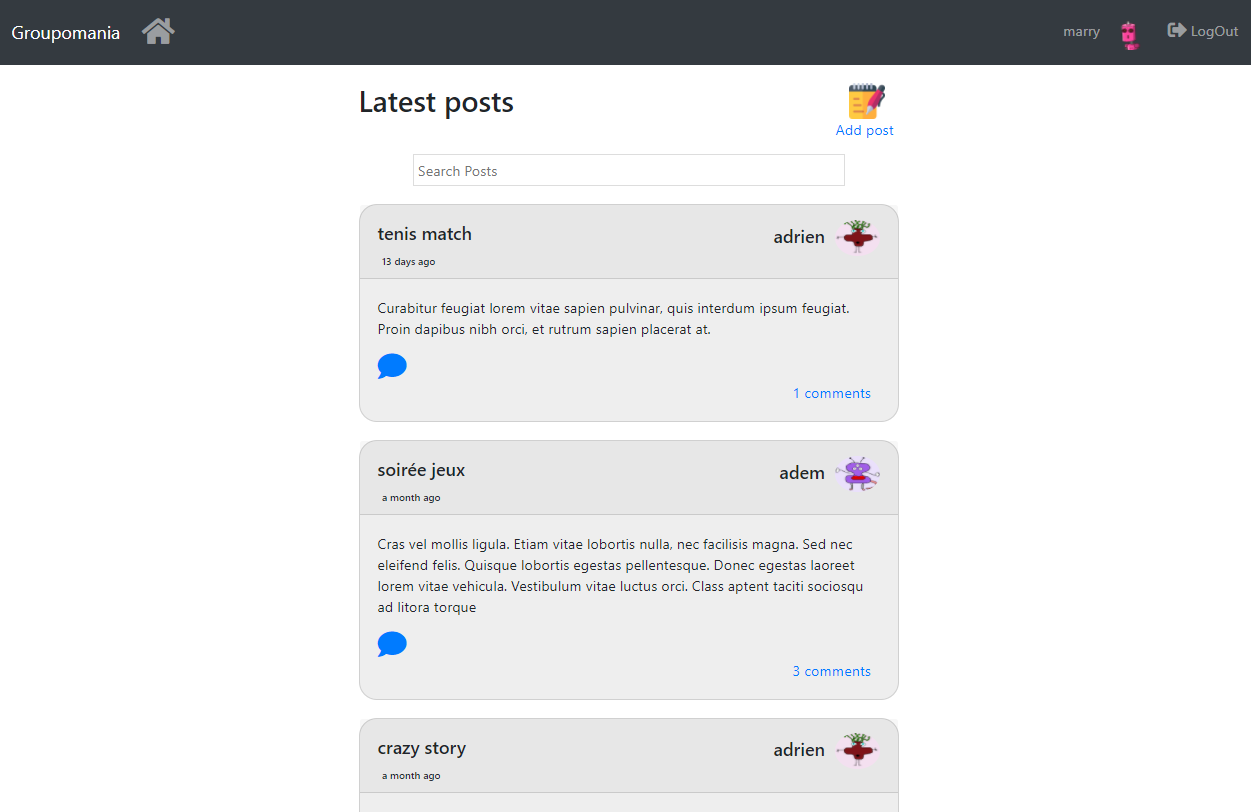 Groupomania
marry
LogOut
Latest posts
Add post
Search Posts
tenis match
adrien
13 days ago
Curabitur feugiat lorem vitae sapien pulvinar, quis interdum ipsum feugiat.
Proin dapibus nibh orci, et rutrum sapien placerat at.
1 comments
soirée jeux
adem
a month ago
Cras vel mollis ligula. Etiam vitae lobortis nulla, nec facilisis magna. Sed nec
eleifend felis. Quisque lobortis egestas pellentesque. Donec egestas laoreet
lorem vitae vehicula. Vestibulum vitae luctus orci. Class aptent taciti sociosqu
ad litora torque
3 comments
crazy story
adrien
a month ago